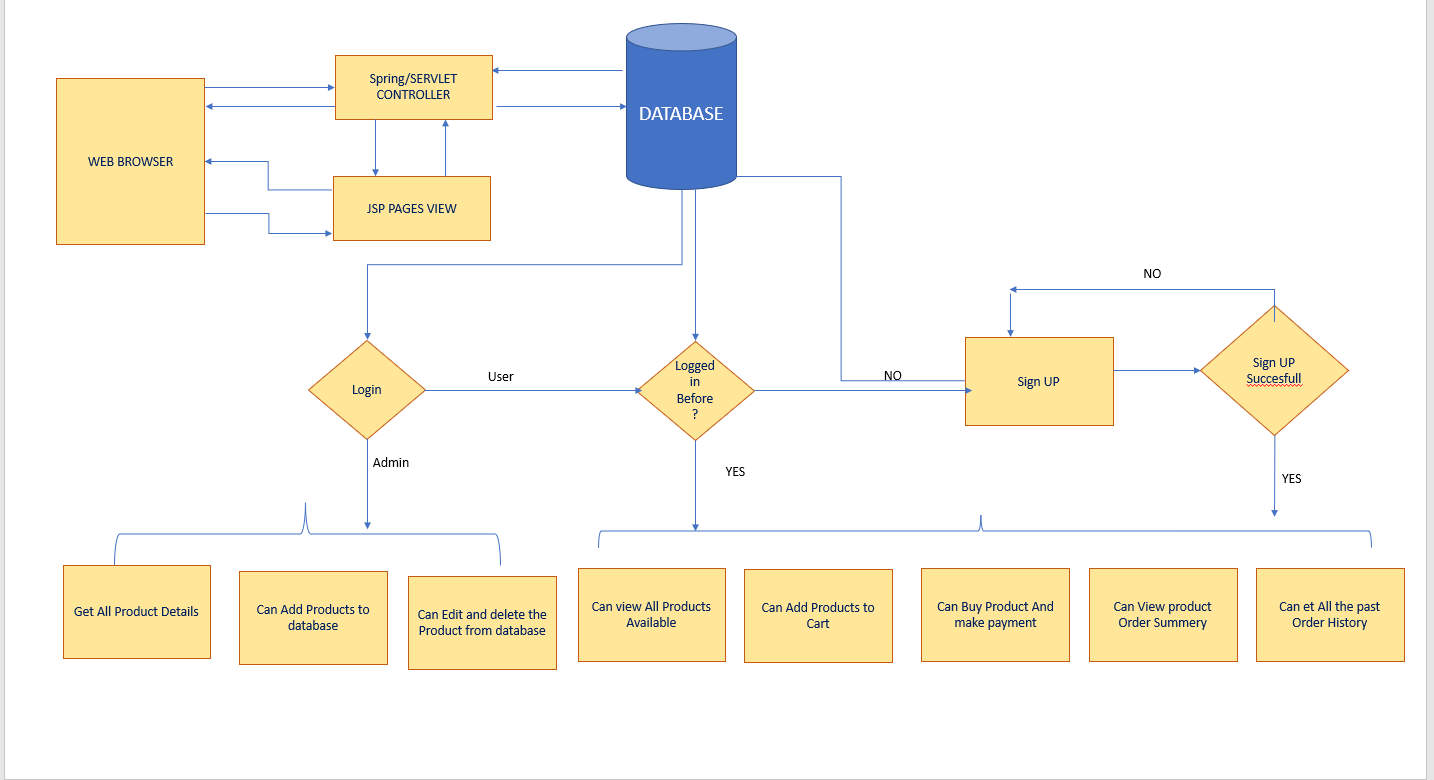 Spring/SERVLET
CONTROLLER
DATABASE
WEB BROWSER
JSP PAGES VIEW
NO
Login
User
Logged
in
Before
?
NO
Sign UP
Sign UP
Succesfull
Admin
YES
YES
Get All Product Details
Can Add Products to
database
Can Edit and delete the
Product from database
Can view All Products
Available
Can Add Products to
Cart
Can Buy Product And
make payment
Can View product
Order Summery
Can et All the past
Order History